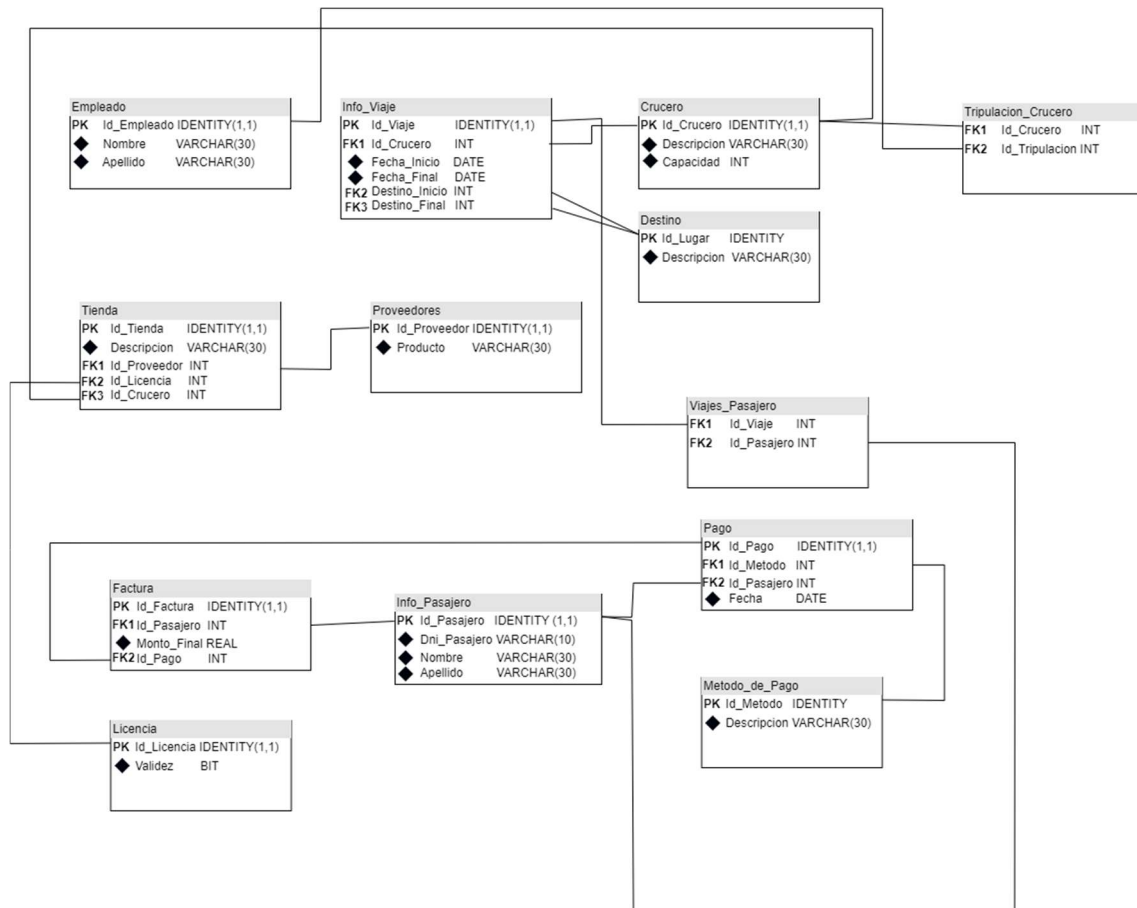 Empleado
PK Id_Empleado IDENTITY(1,1)
Nombre VARCHAR(30)
Apellido VARCHAR(30)
Info_Viaje
PK Id_Viaje IDENTITY(1,1)
FK1 Id_Crucero INT
Fecha_Inicio DATE
Fecha_Final DATE
FK2 Destino_Inicio INT
FK3 Destino_Final INT
Crucero
PK Id_Crucero IDENTITY(1,1)
Descripcion VARCHAR(30)
Capacidad INT
Tripulacion_Crucero
FK1 Id_Crucero INT
FK2 Id_Tripulacion INT
Destino
PK Id_Lugar IDENTITY
Descripcion VARCHAR(30)
Tienda
PK Id_Tienda IDENTITY(1,1)
Descripcion VARCHAR(30)
FK1 Id_Proveedor INT
FK2 Id_Licencia INT
FK3 Id_Crucero INT
Proveedores
PK Id_Proveedor IDENTITY(1,1)
Producto VARCHAR(30)
Viajes_Pasajero
FK1 Id_Viaje INT
FK2 Id_Pasajero INT
Pago
PK Id_Pago IDENTITY(1,1)
FK1 Id_Metodo INT
FK2 Id_Pasajero INT
Fecha DATE
Factura
PK Id_Factura IDENTITY(1,1)
FK1 Id_Pasajero INT
Monto_Final REAL
FK2 Id_Pago INT
Info_Pasajero
PK Id_Pasajero IDENTITY (1,1)
Dni_Pasajero VARCHAR(10)
Nombre VARCHAR(30)
Apellido VARCHAR(30)
Metodo_de_Pago
PK Id_Metodo IDENTITY
Descripcion VARCHAR(30)
Licencia
PK Id_Licencia IDENTITY(1,1)
Validez BIT